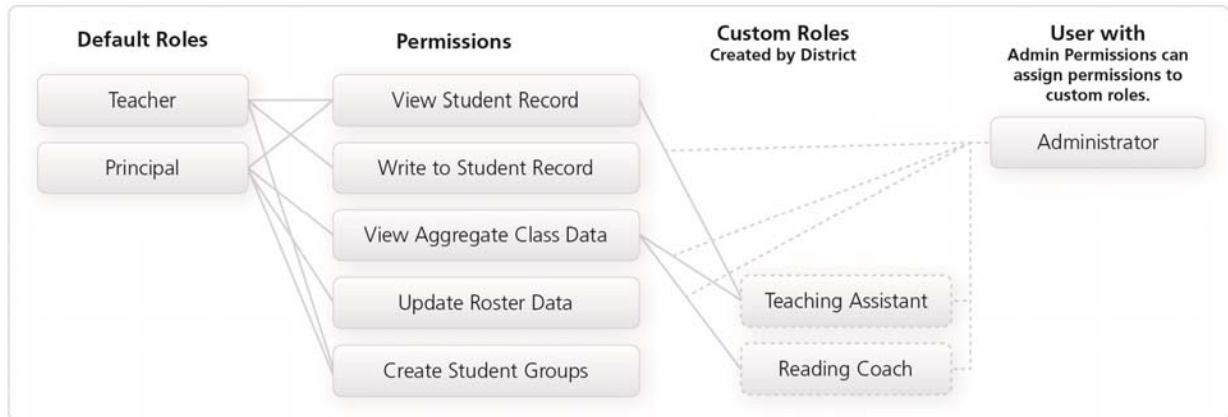 Default Roles
Teacher
Principal
Permissions
View Student Record
Write to Student Record
View Aggregate Class Data
Update Roster Data
Create Student Groups
Custom Roles
Created by District
Teaching Assistant
Reading Coach
User with
Admin Permissions can
assign permissions to
custom roles.
Administrator